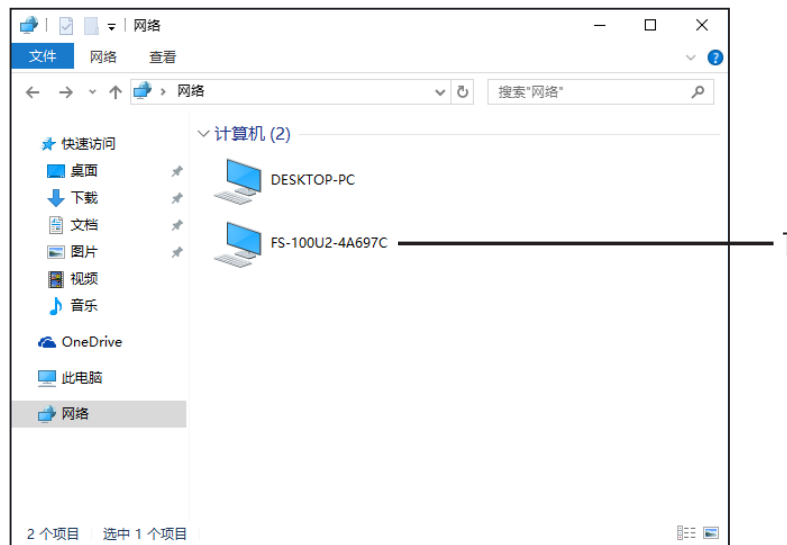 网络
文件 网络 查看
网络
搜索"网络"
快速访问
桌面
下载
文档
图片
视频
音乐
OneDrive
此电脑
网络
计算机 (2)
DESKTOP-PC
FS-100U2-4A697C
2 个项目 选中 1 个项目